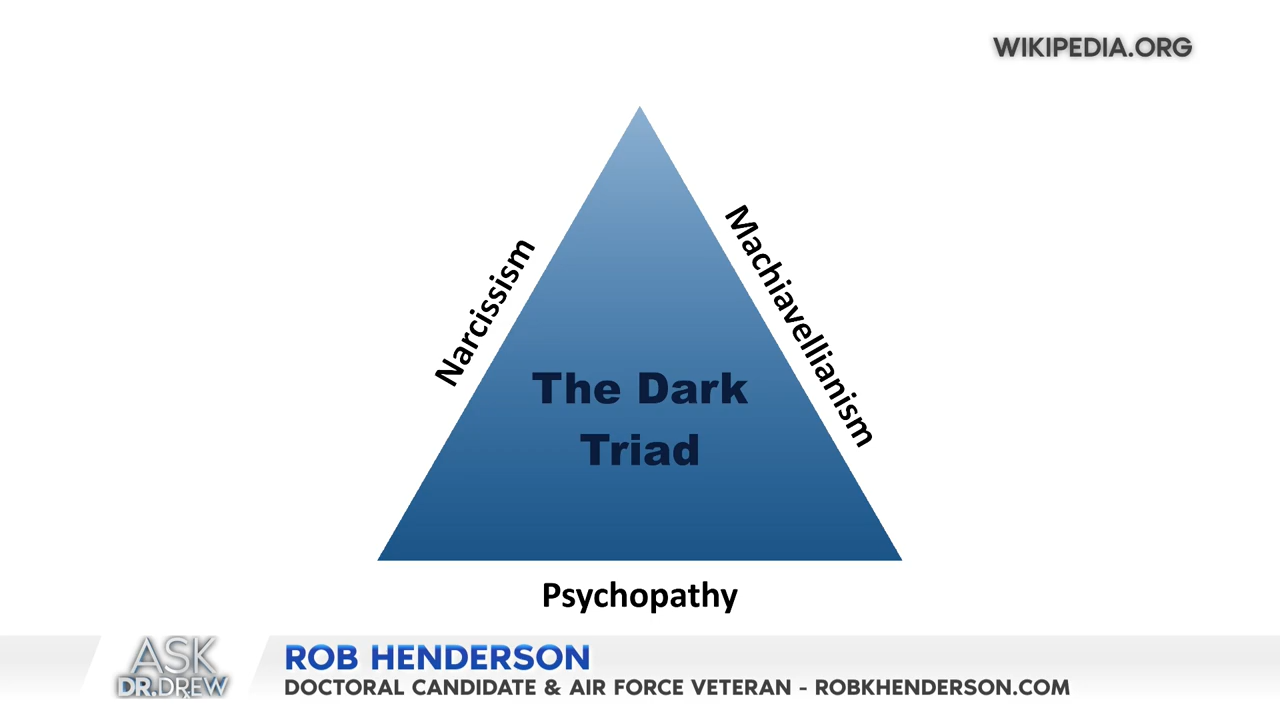 WIKIPEDIA.ORG
Narcissism
Machiavellianism
The Dark
Triad
Psychopathy
ASK
DR.DREW
ROB HENDERSON
DOCTORAL CANDIDATE & AIR FORCE VETERAN - ROBKHENDERSON.COM